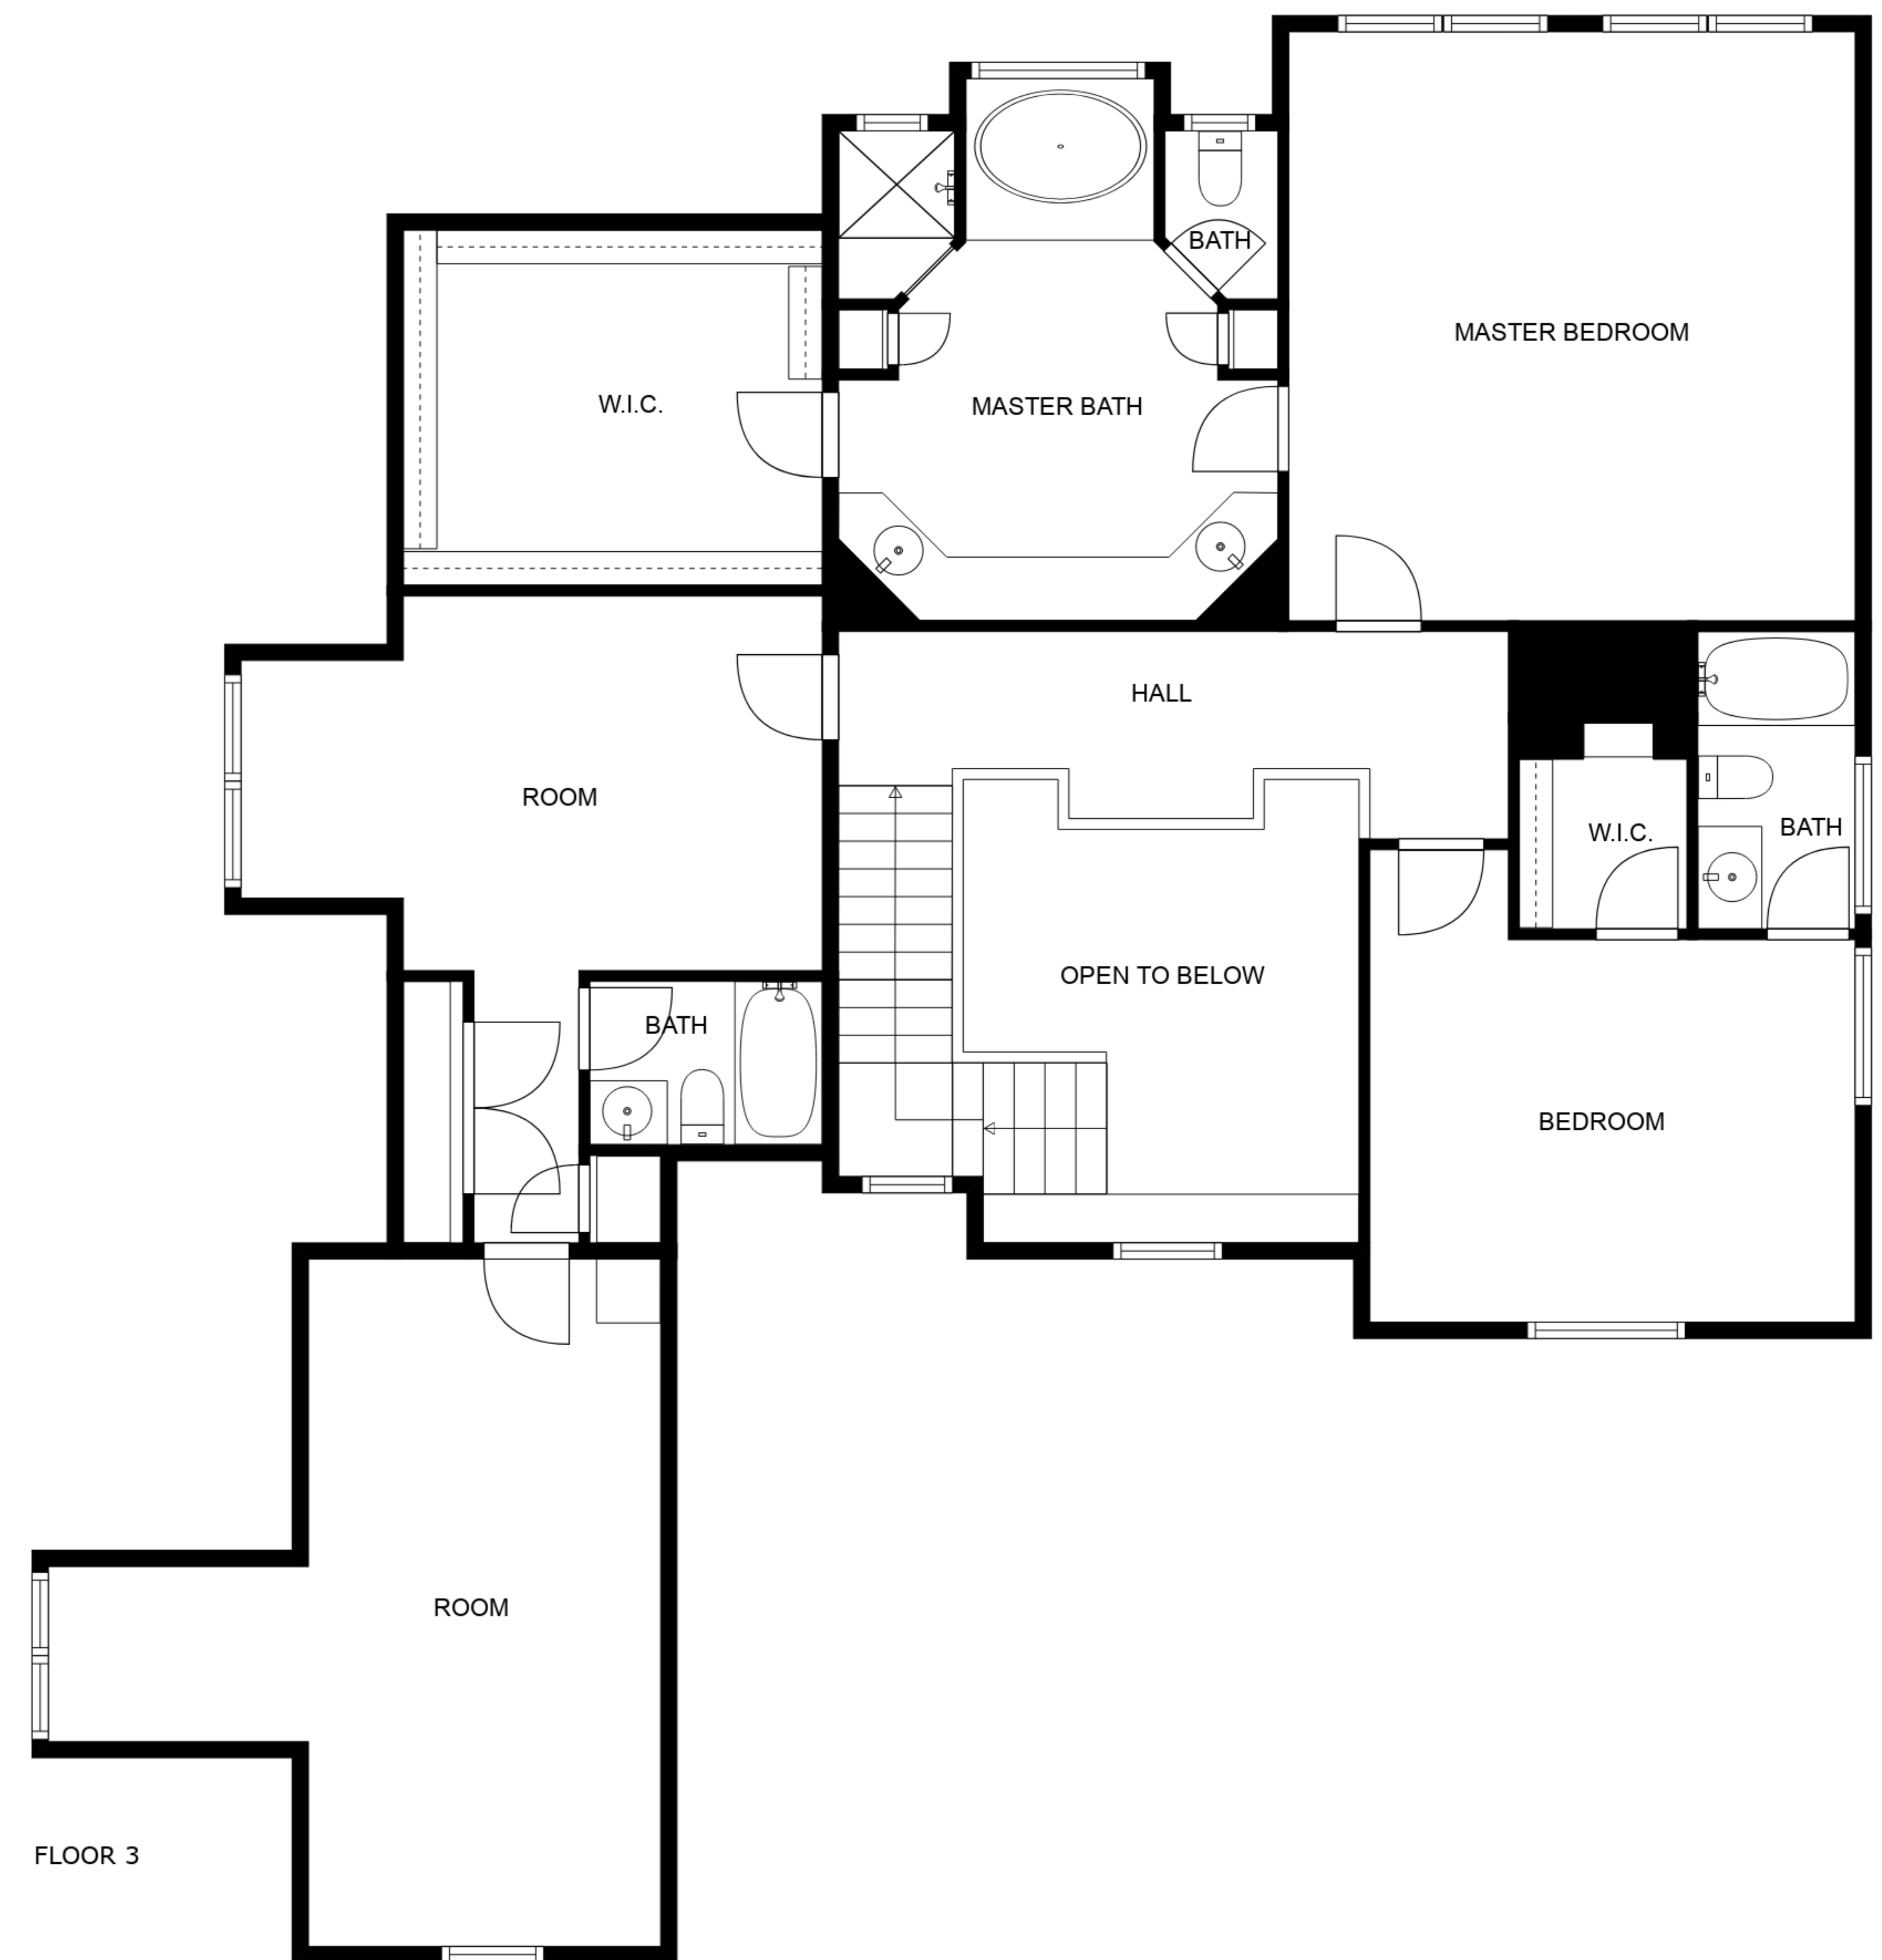 BATH
MASTER BEDROOM
W.I.C.
MASTER BATH
HALL
ROOM
W.I.C.
BATH
OPEN TO BELOW
BATH
BEDROOM
ROOM
FLOOR 3